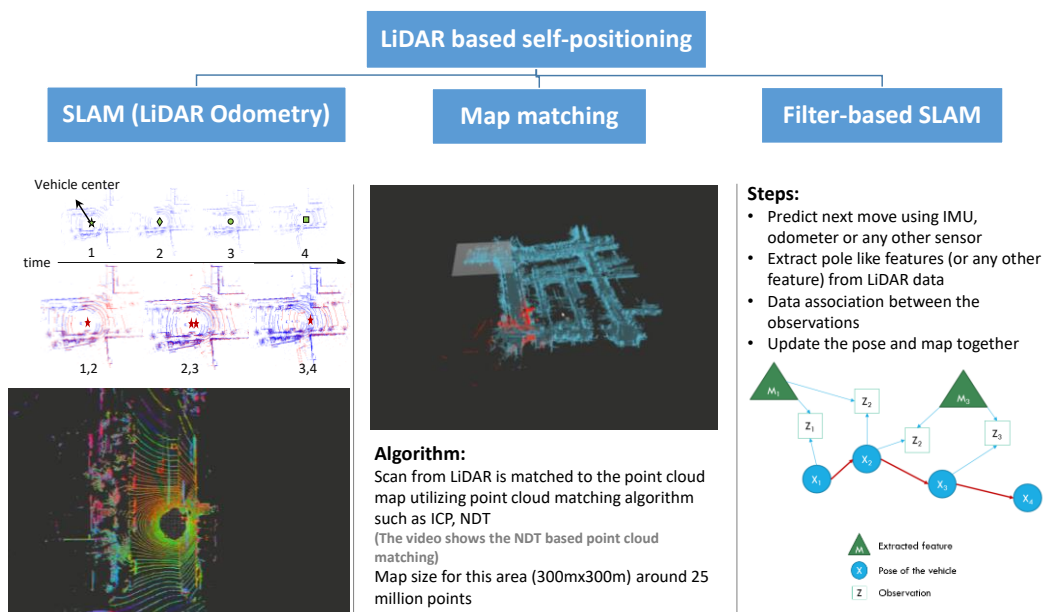 LiDAR based self-positioning
SLAM (LiDAR Odometry)
Map matching
Filter-based SLAM
Vehicle center
1
2
3
4
time
1,2
2,3
3,4
Algorithm:
Scan from LiDAR is matched to the point cloud
map utilizing point cloud matching algorithm
such as ICP, NDT
(The video shows the NDT based point cloud
matching)
Map size for this area (300mx300m) around 25
million points
Steps:
• Predict next move using IMU,
odometer or any other sensor
• Extract pole like features (or any other
feature) from LiDAR data
• Data association between the
observations
• Update the pose and map together
M₁
M₃
Z₂
Z₁
Z₂
Z₃
X₂
X₁
X₃
X₄
M Extracted feature
X Pose of the vehicle
Z Observation